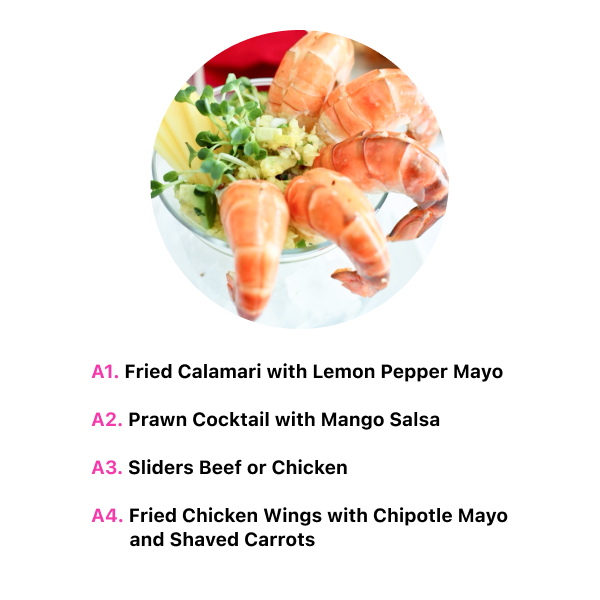 A1. Fried Calamari with Lemon Pepper Mayo
A2. Prawn Cocktail with Mango Salsa
A3. Sliders Beef or Chicken
A4. Fried Chicken Wings with Chipotle Mayo
and Shaved Carrots